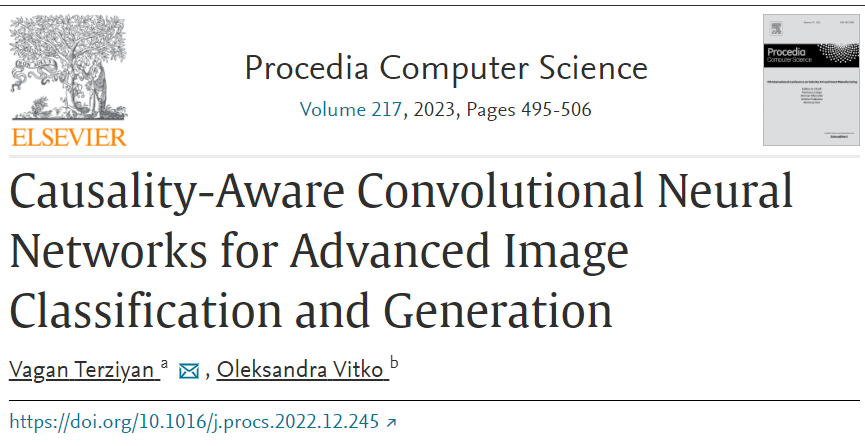 ELSEVIER
Procedia Computer Science
Volume 217, 2023, Pages 495-506
Procedia
Computer Science
Causality-Aware Convolutional Neural
Networks for Advanced Image
Classification and Generation
Vagan Terziyan a , Oleksandra Vitko b
https://doi.org/10.1016/j.procs.2022.12.245 ↗